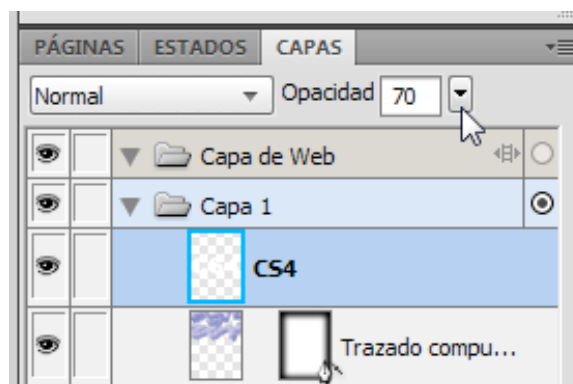 PÁGINAS ESTADOS CAPAS
Normal Opacidad 70
Capa de Web
Capa 1
CS4
Trazado compu...